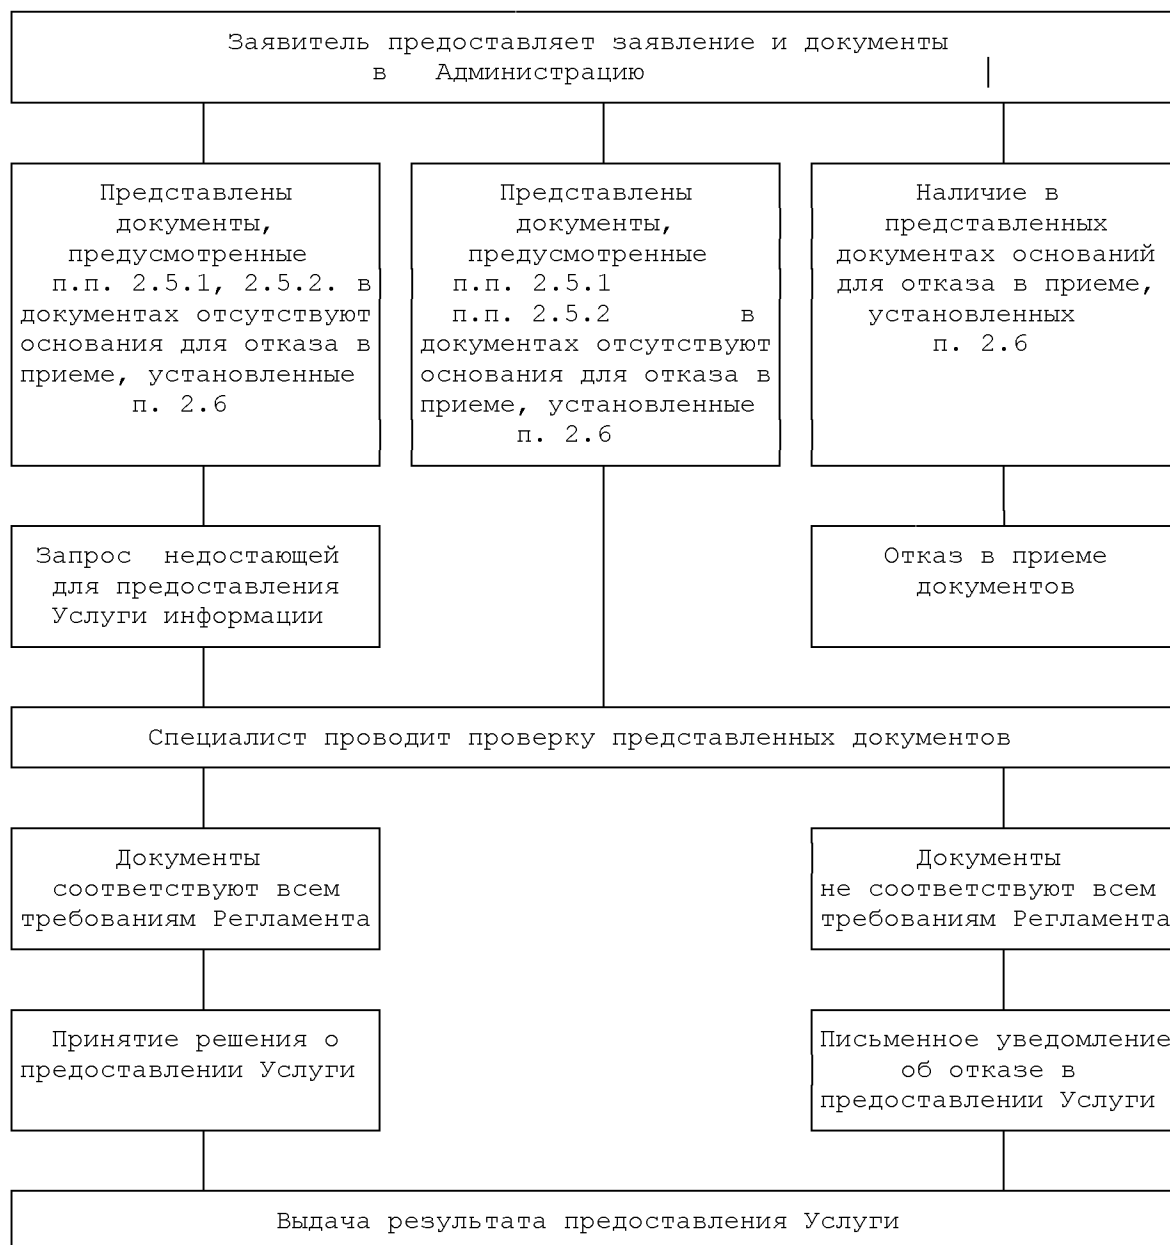 Заявитель предоставляет заявление и документы
в Администрацию
Представлены
документы,
предусмотренные
п.п. 2.5.1, 2.5.2. в
документах отсутствуют
основания для отказа в
приеме, установленные
п. 2.6
Представлены
документы,
предусмотренные
п.п. 2.5.1
п.п. 2.5.2 в
документах отсутствуют
основания для отказа в
приеме, установленные
п. 2.6
Наличие в
представленных
документах оснований
для отказа в приеме,
установленных
п. 2.6
Запрос недостающей
для предоставления
Услуги информации
Отказ в приеме
документов
Специалист проводит проверку представленных документов
Документы
соответствуют всем
требованиям Регламента
Документы
не соответствуют всем
требованиям Регламента
Принятие решения о
предоставлении Услуги
Письменное уведомление
об отказе в
предоставлении Услуги
Выдача результата предоставления Услуги